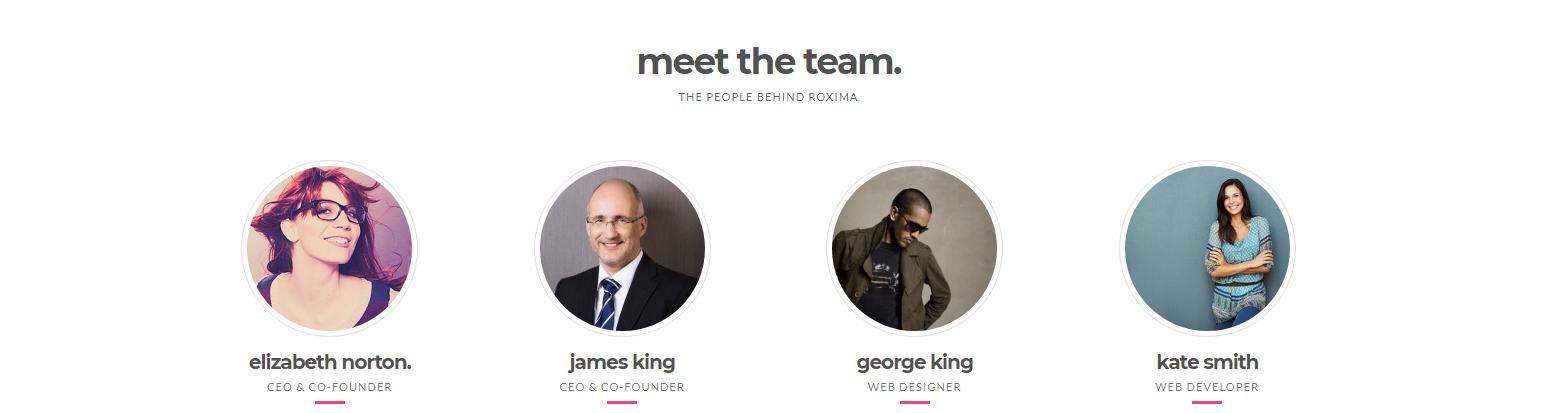 meet the team.
THE PEOPLE BEHIND ROXIMA
elizabeth norton.
CEO & CO-FOUNDER
james king
CEO & CO-FOUNDER
george king
WEB DESIGNER
kate smith
WEB DEVELOPER